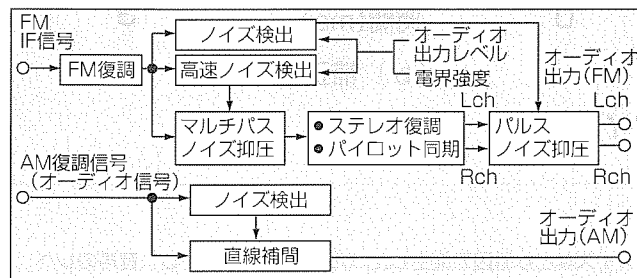 FM
IF信号
FM復調
ノイズ検出
高速ノイズ検出
オーディオ
出力レベル
電界強度
オーディオ
出力(FM)
マルチパス
ノイズ抑圧
●ステレオ復調
●パイロット同期
Lch
Rch
パルス
ノイズ抑圧
Lch
Rch
AM復調信号
(オーディオ信号)
ノイズ検出
直線補間
オーディオ
出力(AM)